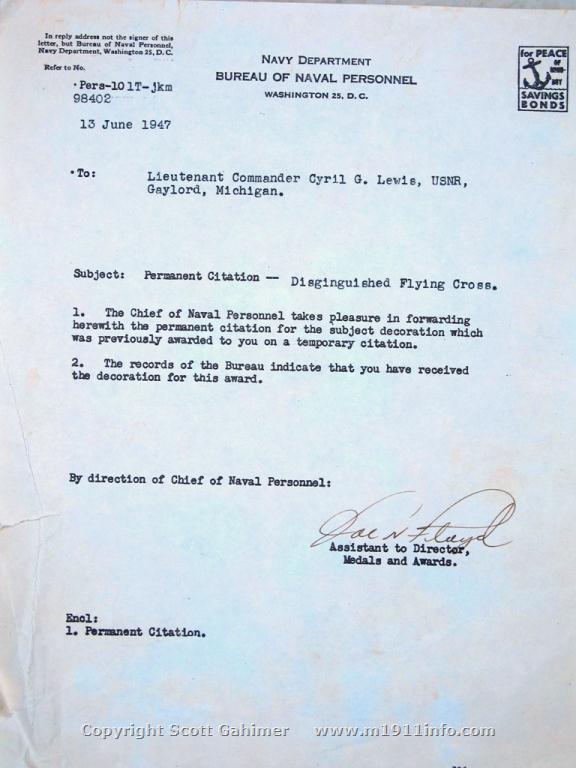 In reply address not the signer of this
letter, but Bureau of Naval Personnel,
Navy Department, Washington 25, D. C.
Refer to No.
Pers-101T-jkm
98402
13 June 1947
NAVY DEPARTMENT
BUREAU OF NAVAL PERSONNEL
WASHINGTON 25, D. C.
for PEACE
SAVINGS
BONDS
To: Lieutenant Commander Cyril G. Lewis, USNR,
Gaylord, Michigan.
Subject: Permanent Citation -- Disginguished Flying Cross.
1. The Chief of Naval Personnel takes pleasure in forwarding
herewith the permanent citation for the subject decoration which
was previously awarded to you on a temporary citation.
2. The records of the Bureau indicate that you have received
the decoration for this award.
By direction of Chief of Naval Personnel:
Assistant to Director,
Medals and Awards.
Encl:
1. Permanent Citation.
Copyright Scott Gahimer www.m1911info.com